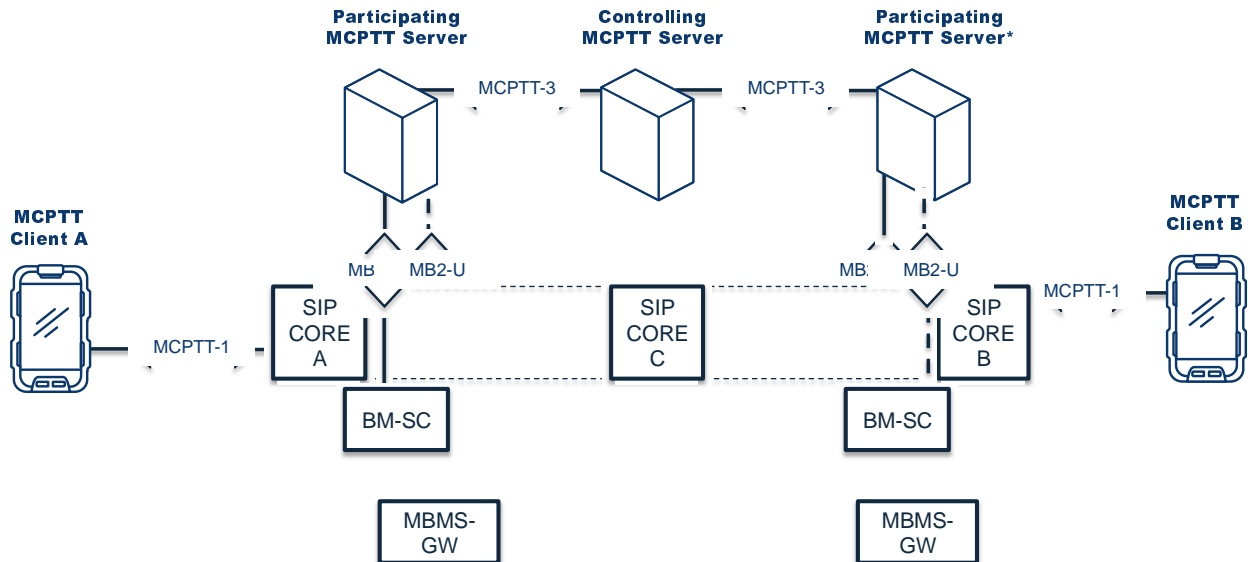 Participating
MCPTT Server
Controlling
MCPTT Server
Participating
MCPTT Server*
MCPTT-3
MCPTT-3
MCPTT
Client A
MCPTT
Client B
MB2-U
MB2-U
MCPTT-1
MCPTT-1
SIP
CORE
A
SIP
CORE
C
SIP
CORE
B
BM-SC
BM-SC
MBMS-
GW
MBMS-
GW